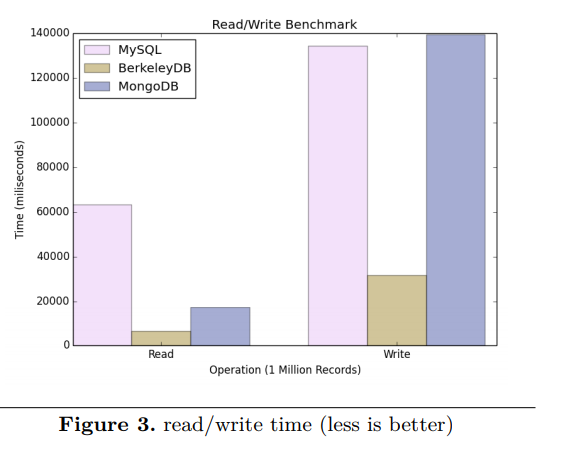 Read/Write Benchmark
140000
120000
100000
80000
60000
40000
20000
0
Time (miliseconds)
MySQL
BerkeleyDB
MongoDB
Read
Write
Operation (1 Million Records)
Figure 3. read/write time (less is better)